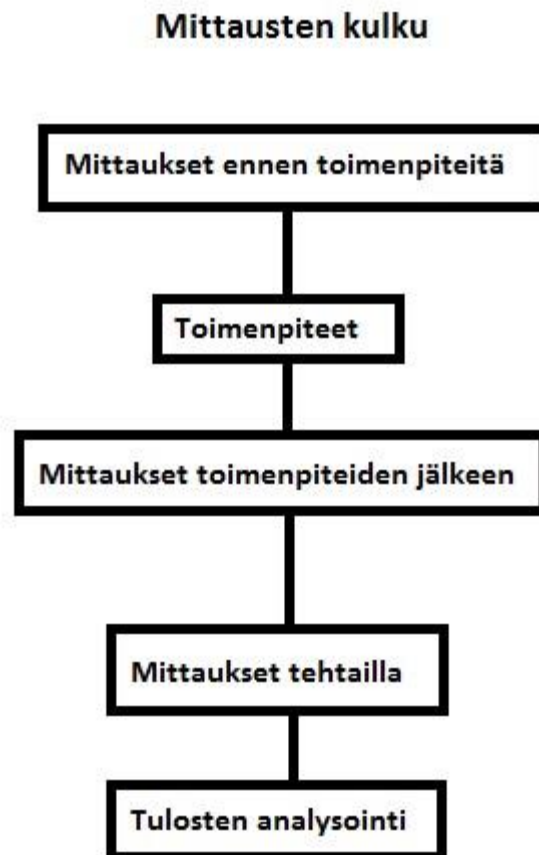 Mittausten kulku
Mittaukset ennen toimenpiteitä
Toimenpiteet
Mittaukset toimenpiteiden jälkeen
Mittaukset tehtailla
Tulosten analysointi